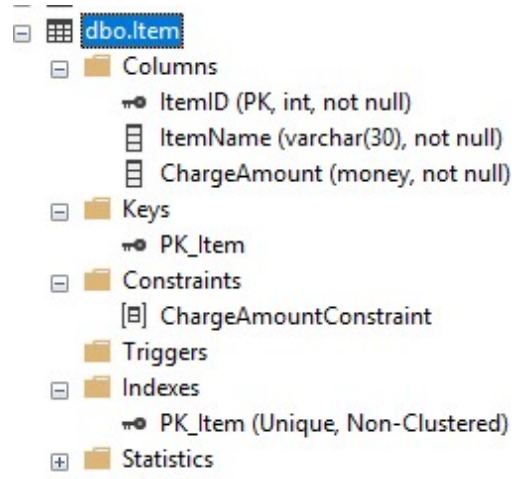 dbo.Item
Columns
ItemID (PK, int, not null)
ItemName (varchar(30), not null)
ChargeAmount (money, not null)
Keys
PK_Item
Constraints
ChargeAmountConstraint
Triggers
Indexes
PK_Item (Unique, Non-Clustered)
Statistics